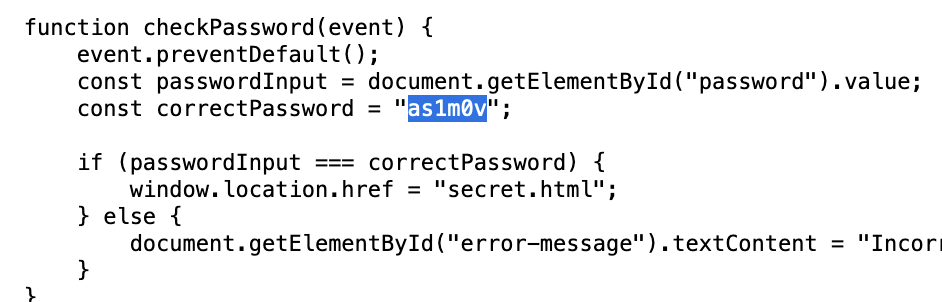 function checkPassword(event) {
    event.preventDefault();
    const passwordInput = document.getElementById("password").value;
    const correctPassword = "as1m0v";

    if (passwordInput === correctPassword) {
        window.location.href = "secret.html";
    } else {
        document.getElementById("error-message").textContent = "Incorr
    }
}